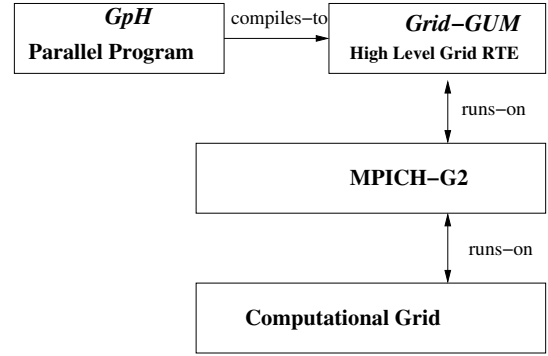 GpH
Parallel Program
compiles−to
Grid−GUM
High Level Grid RTE
runs−on
MPICH−G2
runs−on
Computational Grid